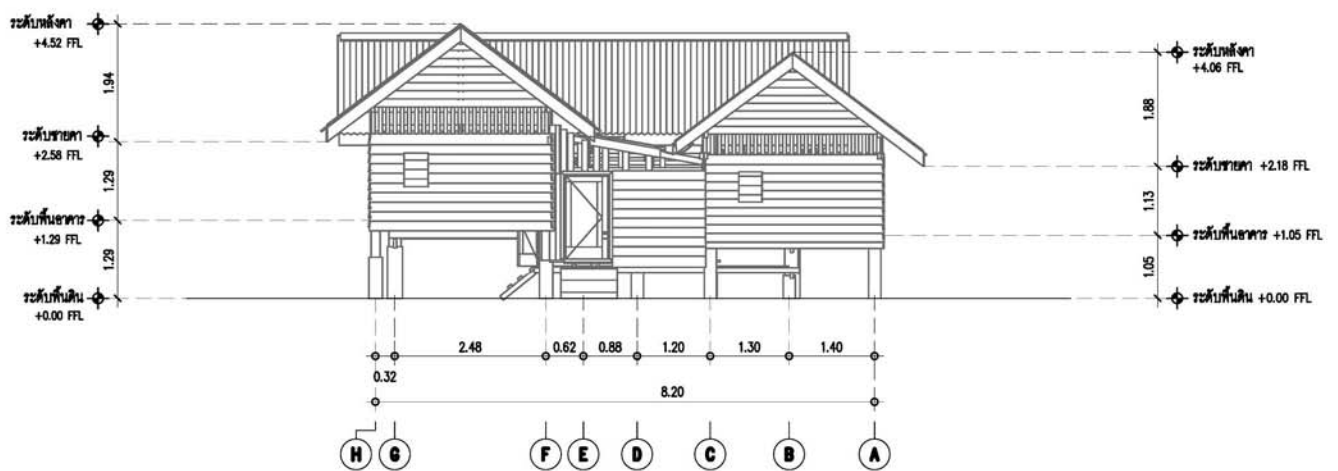 ระดับหลังคา
+4.52 FFL
1.94
ระดับชายคา
+2.58 FFL
1.29
ระดับพื้นอาคาร
+1.29 FFL
1.29
ระดับพื้นดิน
+0.00 FFL
ระดับหลังคา
+4.06 FFL
1.88
ระดับชายคา +2.18 FFL
1.13
ระดับพื้นอาคาร +1.05 FFL
1.05
ระดับพื้นดิน +0.00 FFL
2.48 0.62 0.88 1.20 1.30 1.40
0.32
8.20
H G F E D C B A